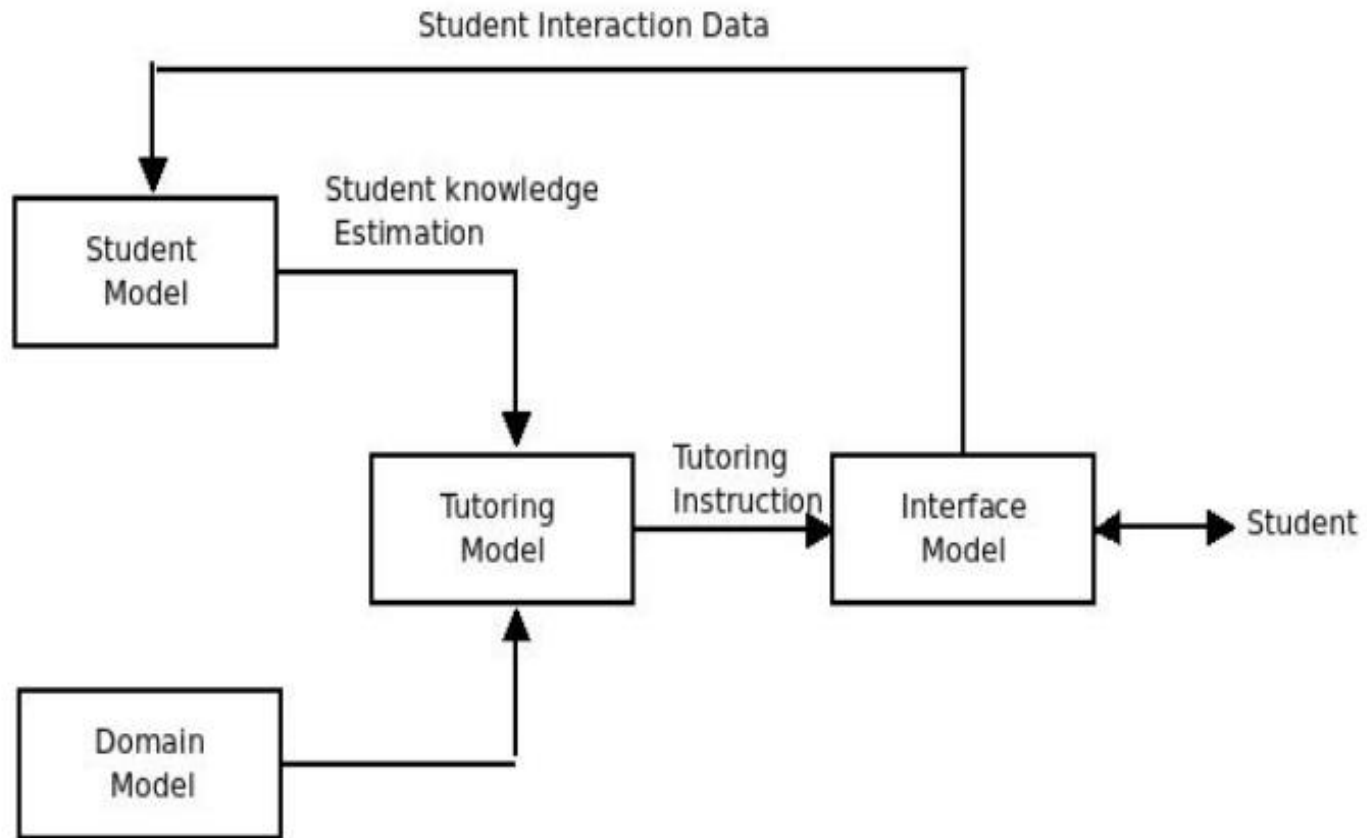 Student Interaction Data
Student knowledge
Estimation
Student
Model
Tutoring
Instruction
Tutoring
Model
Interface
Model
Student
Domain
Model